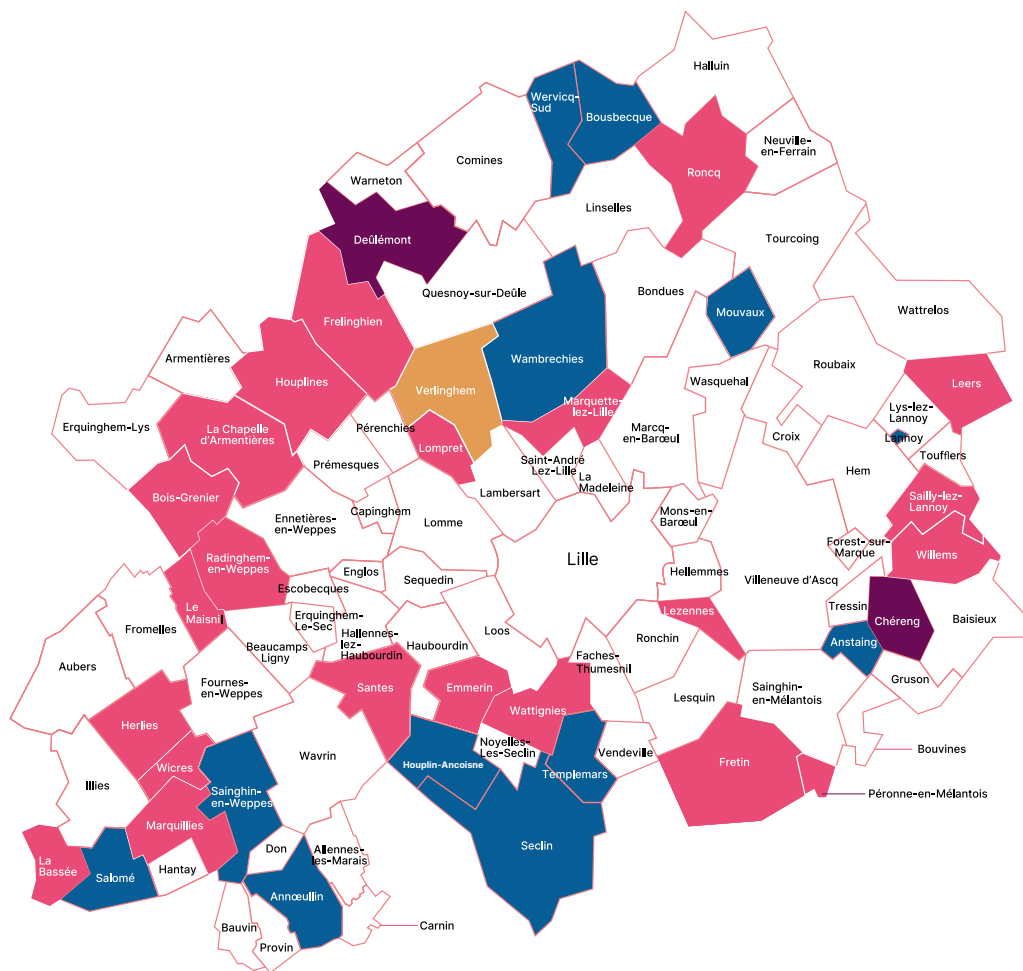 Halluin
Wervicq-
Sud
Bousbecque
Neuville-
en-Ferrain
Comines
Roncq
Warneton
Linselles
Deûlémont
Tourcoing
Bondues
Quesnoy-sur-Deûle
Mouvaux
Wattrelos
Frelinghien
Armentières
Wambrechies
Roubaix
Houplines
Verlinghem
Wasquehal
Leers
Marquette-
lez-Lille
Lys-lez-
Lannoy
Erquinghem-Lys
La Chapelle
d'Armentières
Pérenchies
Marcq-
en-Barœul
Croix
Lannoy
Lompret
Toufflers
Prémesques
Saint-André
Lez-Lille
La
Madeleine
Hem
Bois-Grenier
Lambersart
Sailly-lez-
Lannoy
Capinghem
Mons-en-
Barœul
Ennetières-
en-Weppes
Lomme
Forest-sur-
Marque
Willems
Radinghem-
en-Weppes
Lille
Englos
Hellemmes
Villeneuve d'Ascq
Sequedin
Escobecques
Le
Maisnil
Lezennes
Tressin
Chéreng
Baisieux
Fromelles
Erquinghem-
Le-Sec
Hallennes-
lez-
Haubourdin
Haubourdin
Loos
Ronchin
Anstaing
Beaucamps
Ligny
Aubers
Faches-
Thumesnil
Gruson
Fournes-
en-Weppes
Santes
Emmerin
Lesquin
Sainghin-
en-Mélantois
Wattignies
Herlies
Noyelles-
Les-Seclin
Vendeville
Bouvines
Wavrin
Houplin-Ancoisne
Templemars
Fretin
Wicres
Illies
Sainghin-
en-Weppes
Péronne-en-Mélantois
Marquillies
Seclin
Don
Allennes-
les-Marais
La
Bassée
Salomé
Hantay
Annœullin
Carnin
Bauvin
Provin